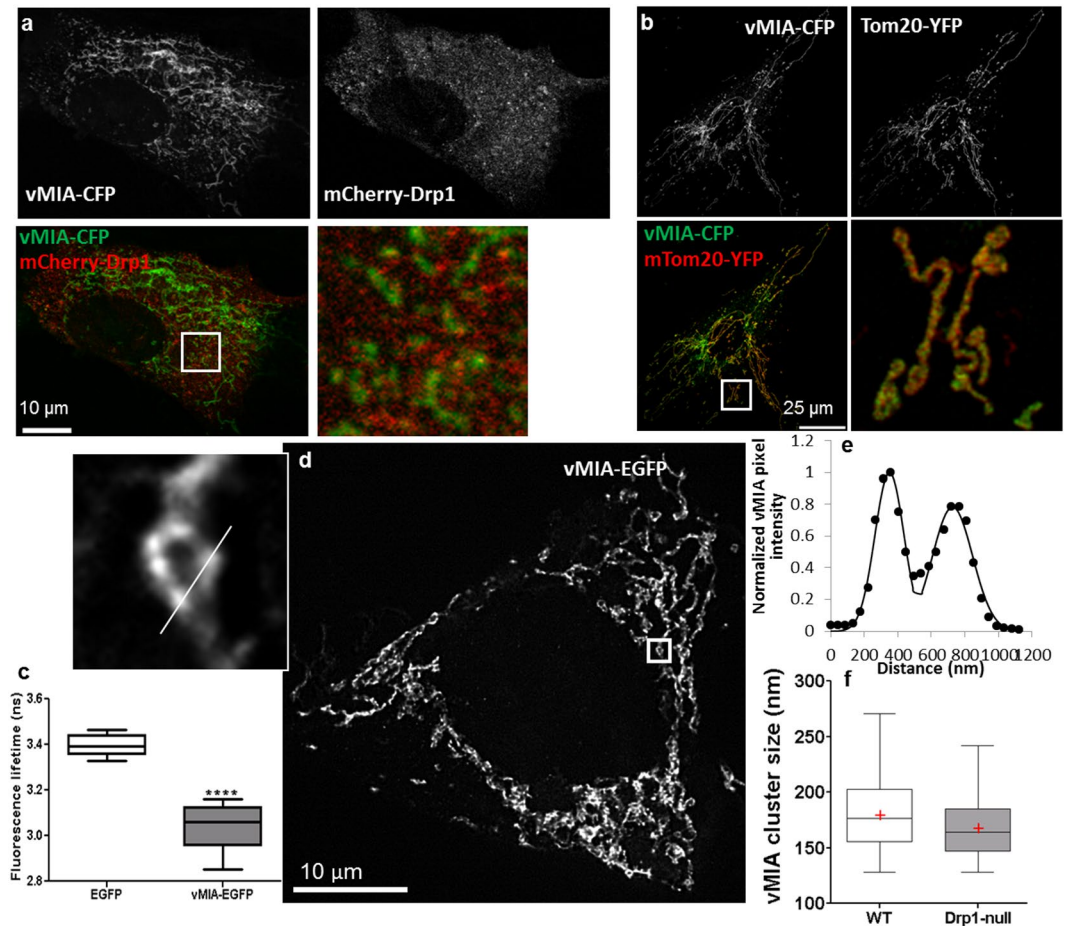 a
vMIA-CFP
mCherry-Drp1
vMIA-CFP
mCherry-Drp1
10 µm
b
vMIA-CFP
Tom20-YFP
vMIA-CFP
mTom20-YFP
25 µm
c
Fluorescence lifetime (ns)
3.6
3.4
3.2
3.0
2.8
****
EGFP
vMIA-EGFP
d
vMIA-EGFP
10 µm
e
Normalized vMIA pixel
intensity
1.2
1
0.8
0.6
0.4
0.2
0
0 200 400 600 800 1000 1200
Distance (nm)
f
vMIA cluster size (nm)
300
250
200
150
100
WT
Drp1-null